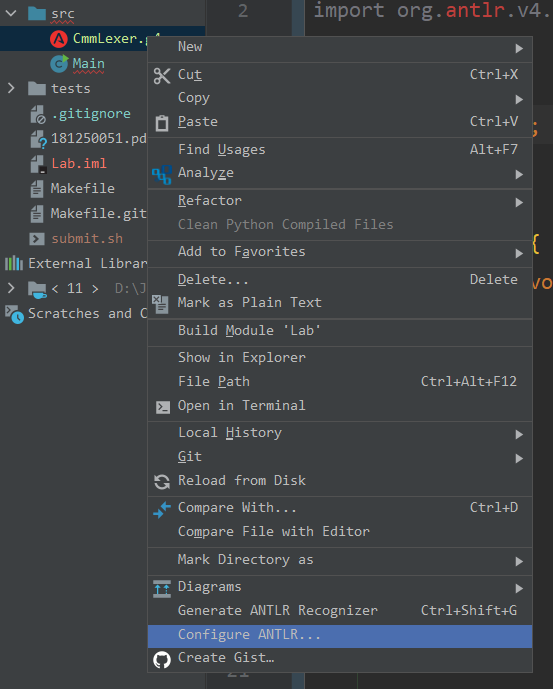 src
CmmLexer.g4
Main
tests
.gitignore
181250051.pd
Lab.iml
Makefile
Makefile.git
submit.sh
External Librar
< 11 > D:\J
Scratches and C
2
import org.antlr.v4.
;
{
vo
21
New
Cut Ctrl+X
Copy
Paste Ctrl+V
Find Usages Alt+F7
Analyze
Refactor
Clean Python Compiled Files
Add to Favorites
Delete... Delete
Mark as Plain Text
Build Module 'Lab'
Show in Explorer
File Path Ctrl+Alt+F12
Open in Terminal
Local History
Git
Reload from Disk
Compare With... Ctrl+D
Compare File with Editor
Mark Directory as
Diagrams
Generate ANTLR Recognizer Ctrl+Shift+G
Configure ANTLR...
Create Gist…